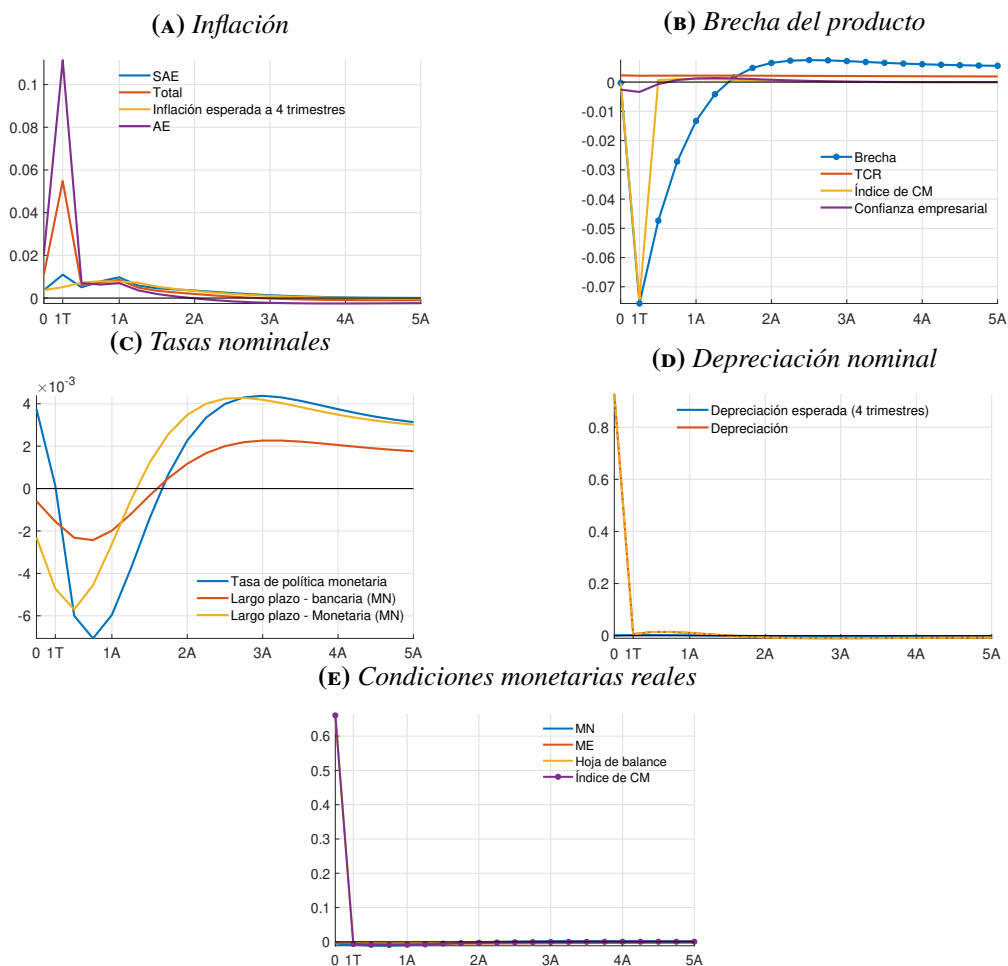 (A) Inflación
0.1
0.08
0.06
0.04
0.02
0
SAE
Total
Inflación esperada a 4 trimestres
AE
0 1T 1A 2A 3A 4A 5A
(B) Brecha del producto
0
-0.01
-0.02
-0.03
-0.04
-0.05
-0.06
-0.07
Brecha
TCR
Índice de CM
Confianza empresarial
0 1T 1A 2A 3A 4A 5A
(C) Tasas nominales
×10⁻³
4
2
0
-2
-4
-6
Tasa de política monetaria
Largo plazo - bancaria (MN)
Largo plazo - Monetaria (MN)
0 1T 1A 2A 3A 4A 5A
(D) Depreciación nominal
0.8
0.6
0.4
0.2
0
Depreciación esperada (4 trimestres)
Depreciación
0 1T 1A 2A 3A 4A 5A
(E) Condiciones monetarias reales
0.6
0.5
0.4
0.3
0.2
0.1
0
MN
ME
Hoja de balance
Índice de CM
0 1T 1A 2A 3A 4A 5A